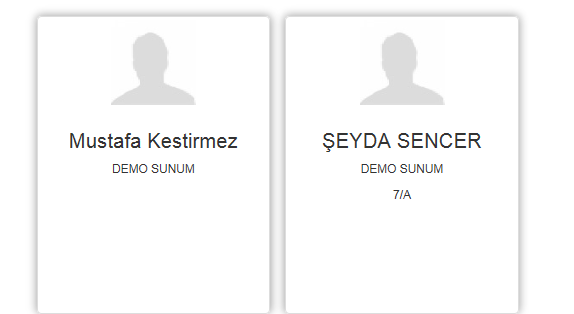 Mustafa Kestirmez
DEMO SUNUM
ŞEYDA SENCER
DEMO SUNUM
7/A